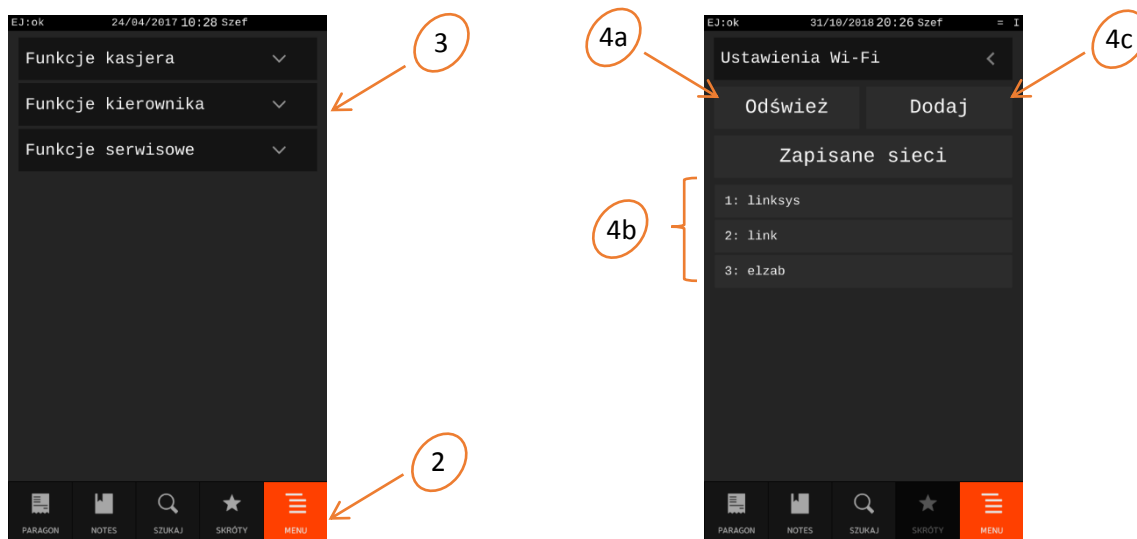 EJ:ok 24/04/2017 10:28 Szef
Funkcje kasjera
Funkcje kierownika
Funkcje serwisowe
PARAGON NOTES SZUKAJ SKRÓTY MENU
3
2
EJ:ok 31/10/2018 20:26 Szef = I
Ustawienia Wi-Fi
Odśwież Dodaj
Zapisane sieci
1: linksys
2: link
3: elzab
PARAGON NOTES SZUKAJ SKRÓTY MENU
4a
4b
4c